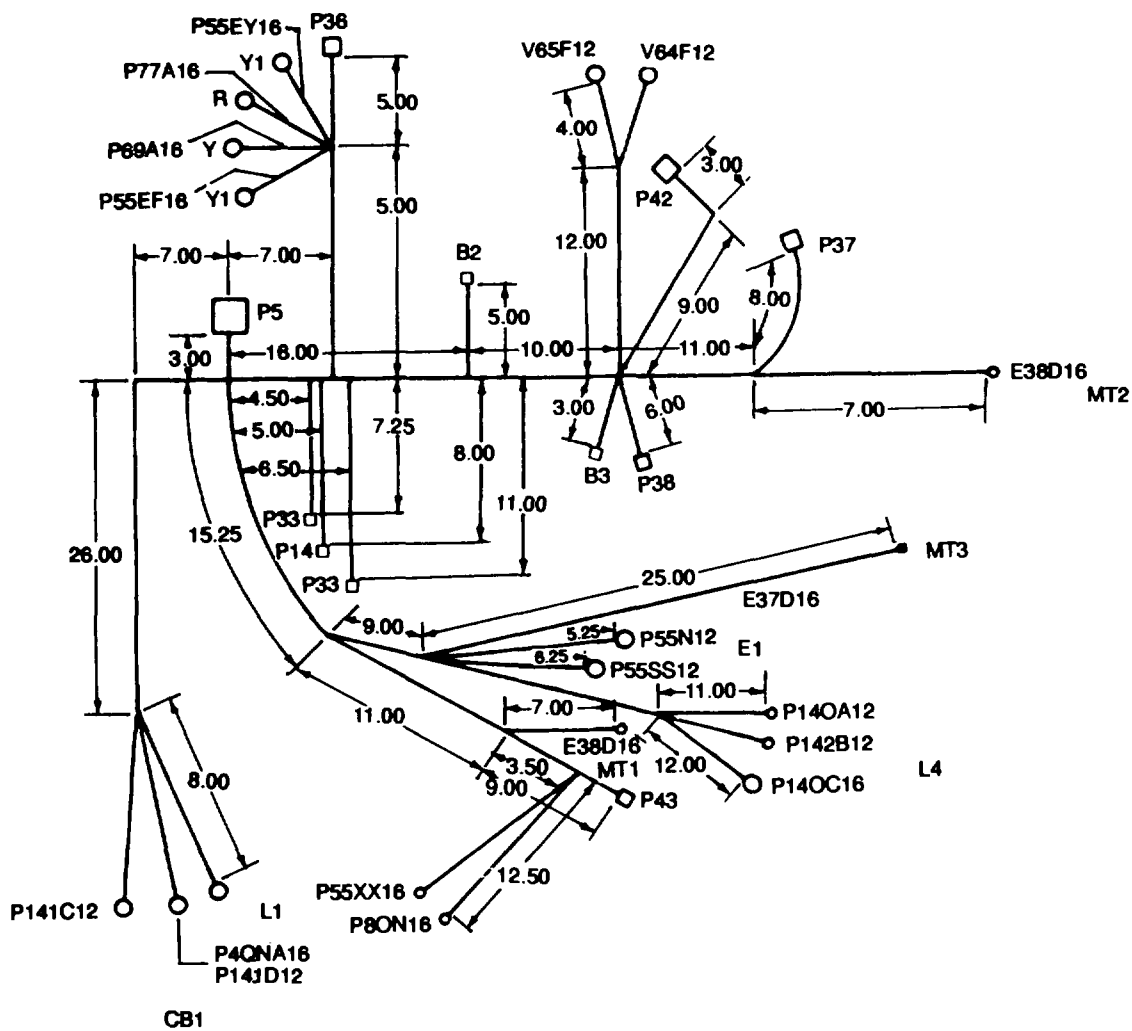 P55EY16
P36
V65F12
V64F12
Y1
P77A16
R
5.00
4.00
P69A16
Y
3.00
P42
P55EF16
Y1
5.00
12.00
P37
7.00
7.00
B2
9.00
8.00
P5
5.00
3.00
16.00
10.00
11.00
E38D16
MT2
4.50
7.25
3.00
6.00
7.00
5.00
8.00
6.50
B3
P38
11.00
15.25
P33
P14
26.00
P33
MT3
25.00
E37D16
9.00
5.25
P55N12
E1
6.25
P55SS12
11.00
7.00
P14OA12
11.00
E38D16
P142B12
12.00
L4
8.00
3.50
MT1
P14OC16
9.00
P43
12.50
P55XX16
P141C12
L1
P8ON16
P4QNA16
P141D12
CB1